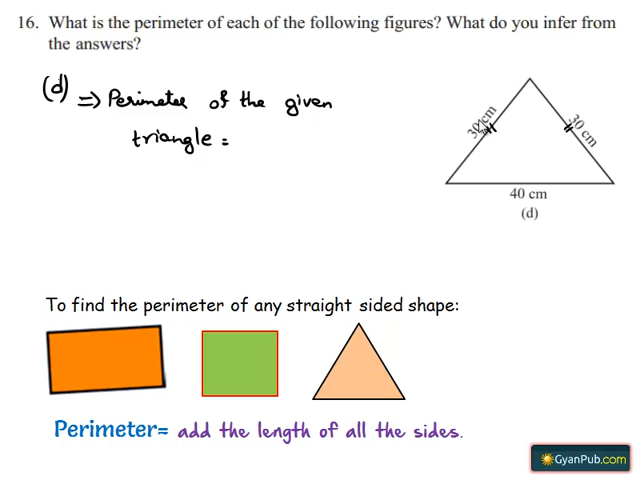 16. What is the perimeter of each of the following figures? What do you infer from
the answers?
(d) => Perimeter of the given
triangle =
30 cm
30 cm
40 cm
(d)
To find the perimeter of any straight sided shape:
Perimeter= add the length of all the sides.
GyanPub.com